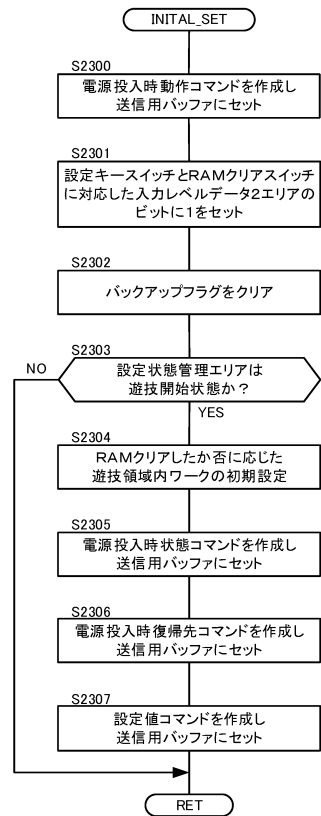 INITAL_SET
S2300
電源投入時動作コマンドを作成し
送信用バッファにセット
S2301
設定キースイッチとRAMクリアスイッチ
に対応した入力レベルデータ2エリアの
ビットに1をセット
S2302
バックアップフラグをクリア
S2303
NO
設定状態管理エリアは
遊技開始状態か？
YES
S2304
RAMクリアしたか否に応じた
遊技領域内ワークの初期設定
S2305
電源投入時状態コマンドを作成し
送信用バッファにセット
S2306
電源投入時復帰先コマンドを作成し
送信用バッファにセット
S2307
設定値コマンドを作成し
送信用バッファにセット
RET